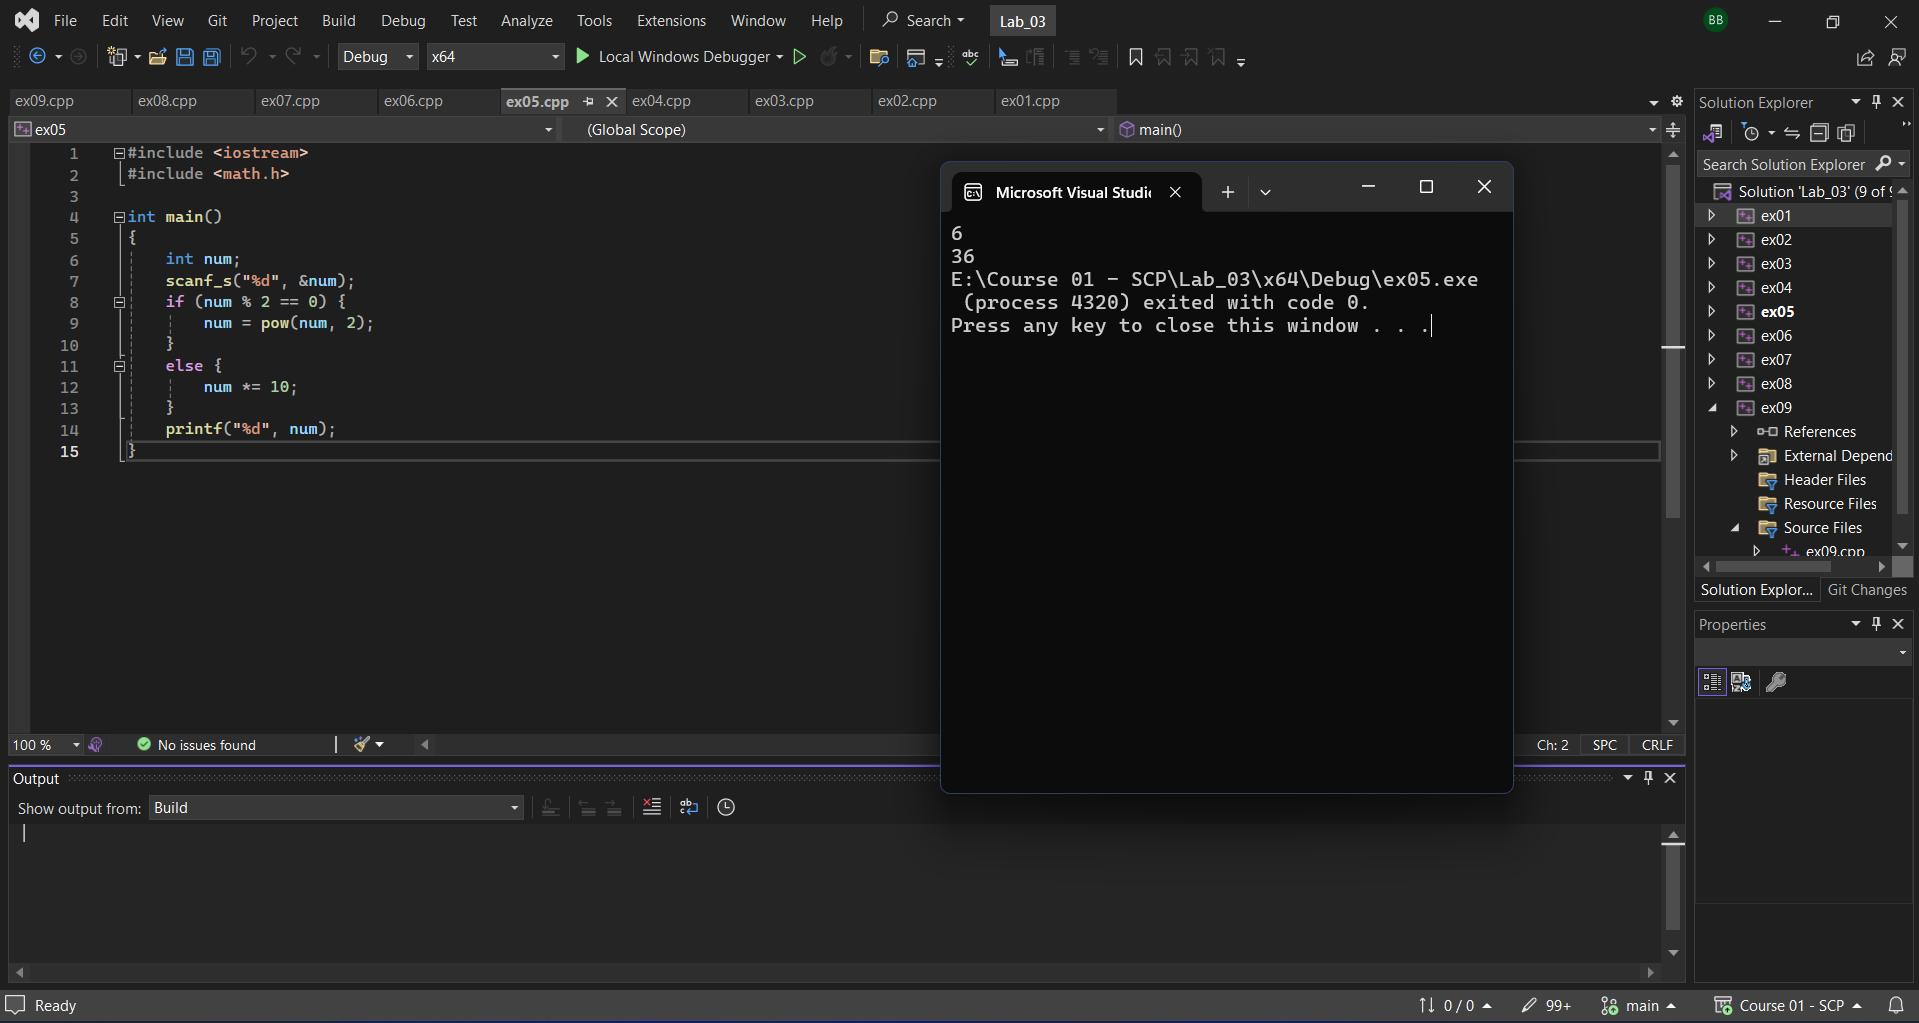 File Edit View Git Project Build Debug Test Analyze Tools Extensions Window Help Search Lab_03 BB
Debug x64 Local Windows Debugger
ex09.cpp ex08.cpp ex07.cpp ex06.cpp ex05.cpp ex04.cpp ex03.cpp ex02.cpp ex01.cpp
ex05 (Global Scope) main()
1 #include <iostream>
2 #include <math.h>
3
4 int main()
5 {
6 int num;
7 scanf_s("%d", &num);
8 if (num % 2 == 0) {
9 num = pow(num, 2);
10 }
11 else {
12 num *= 10;
13 }
14 printf("%d", num);
15 }
Microsoft Visual Studi
6
36
E:\Course 01 - SCP\Lab_03\x64\Debug\ex05.exe
(process 4320) exited with code 0.
Press any key to close this window . . .
100 % No issues found Ch: 2 SPC CRLF
Output
Show output from: Build
Solution Explorer
Search Solution Explorer
Solution 'Lab_03' (9 of 9
ex01
ex02
ex03
ex04
ex05
ex06
ex07
ex08
ex09
References
External Depend
Header Files
Resource Files
Source Files
ex09.cpp
Solution Explor... Git Changes
Properties
Ready 0 / 0 99+ main Course 01 - SCP